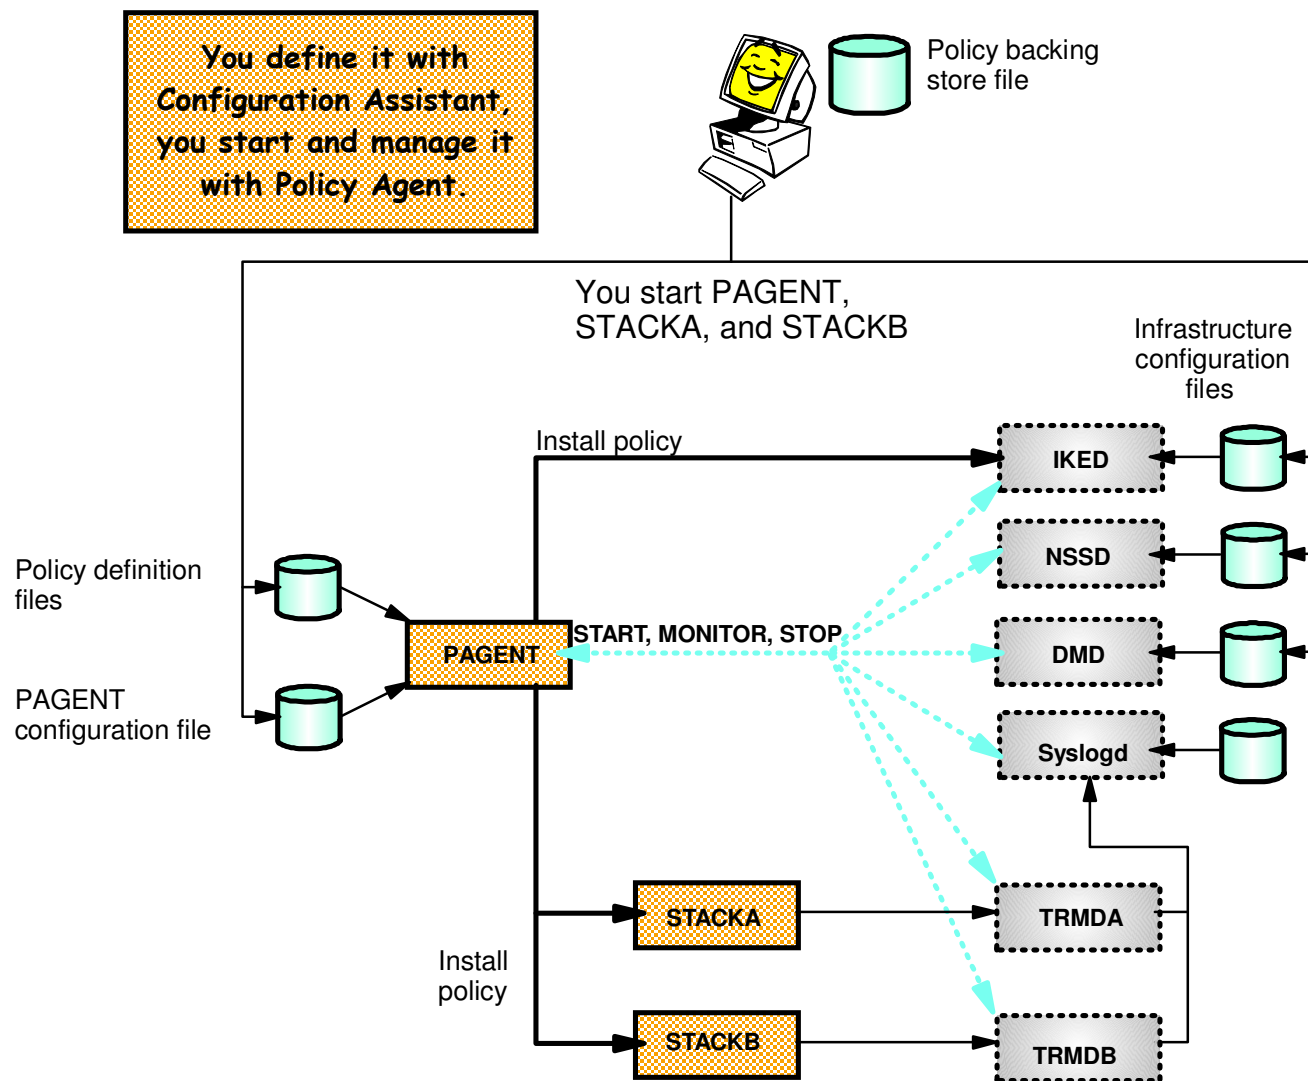 You define it with
Configuration Assistant,
you start and manage it
with Policy Agent.
Policy backing
store file
You start PAGENT,
STACKA, and STACKB
Infrastructure
configuration
files
Install policy
IKED
NSSD
Policy definition
files
START, MONITOR, STOP
PAGENT
DMD
PAGENT
configuration file
Syslogd
STACKA
TRMDA
Install
policy
STACKB
TRMDB